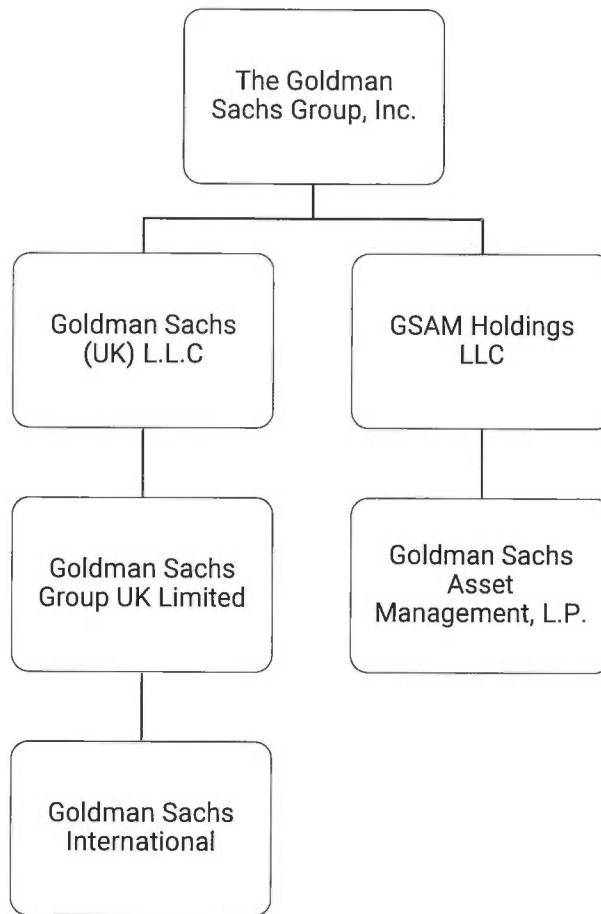 The Goldman
Sachs Group, Inc.
Goldman Sachs
(UK) L.L.C
GSAM Holdings
LLC
Goldman Sachs
Group UK Limited
Goldman Sachs
Asset
Management, L.P.
Goldman Sachs
International